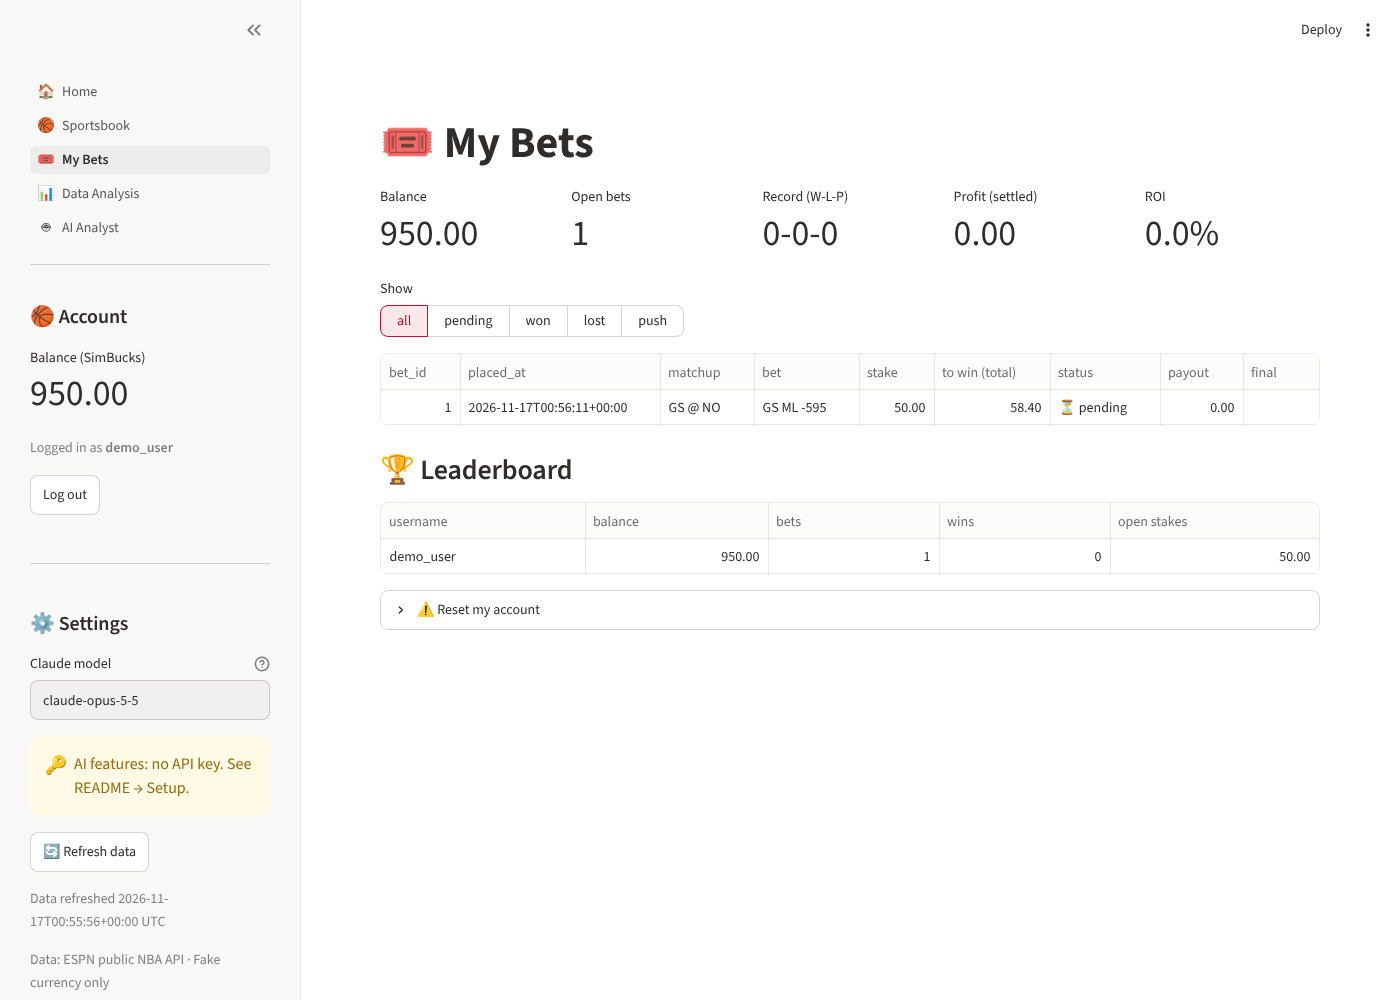 Home
Sportsbook
My Bets
Data Analysis
AI Analyst
Account
Balance (SimBucks)
950.00
Logged in as demo_user
Log out
Settings
Claude model
claude-opus-5-5
AI features: no API key. See
README → Setup.
Refresh data
Data refreshed 2026-11-
17T00:55:56+00:00 UTC
Data: ESPN public NBA API · Fake
currency only
Deploy
My Bets
Balance Open bets Record (W-L-P) Profit (settled) ROI
950.00 1 0-0-0 0.00 0.0%
Show
all pending won lost push
bet_id placed_at matchup bet stake to win (total) status payout final
1 2026-11-17T00:56:11+00:00 GS @ NO GS ML -595 50.00 58.40 pending 0.00
Leaderboard
username balance bets wins open stakes
demo_user 950.00 1 0 50.00
Reset my account